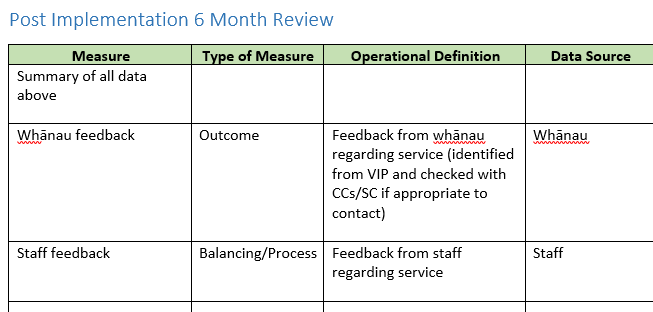 Post Implementation 6 Month Review
Measure Type of Measure Operational Definition Data Source
Summary of all data
above
Whānau feedback Outcome Feedback from whānau Whānau
regarding service (identified
from VIP and checked with
CCs/SC if appropriate to
contact)
Staff feedback Balancing/Process Feedback from staff Staff
regarding service